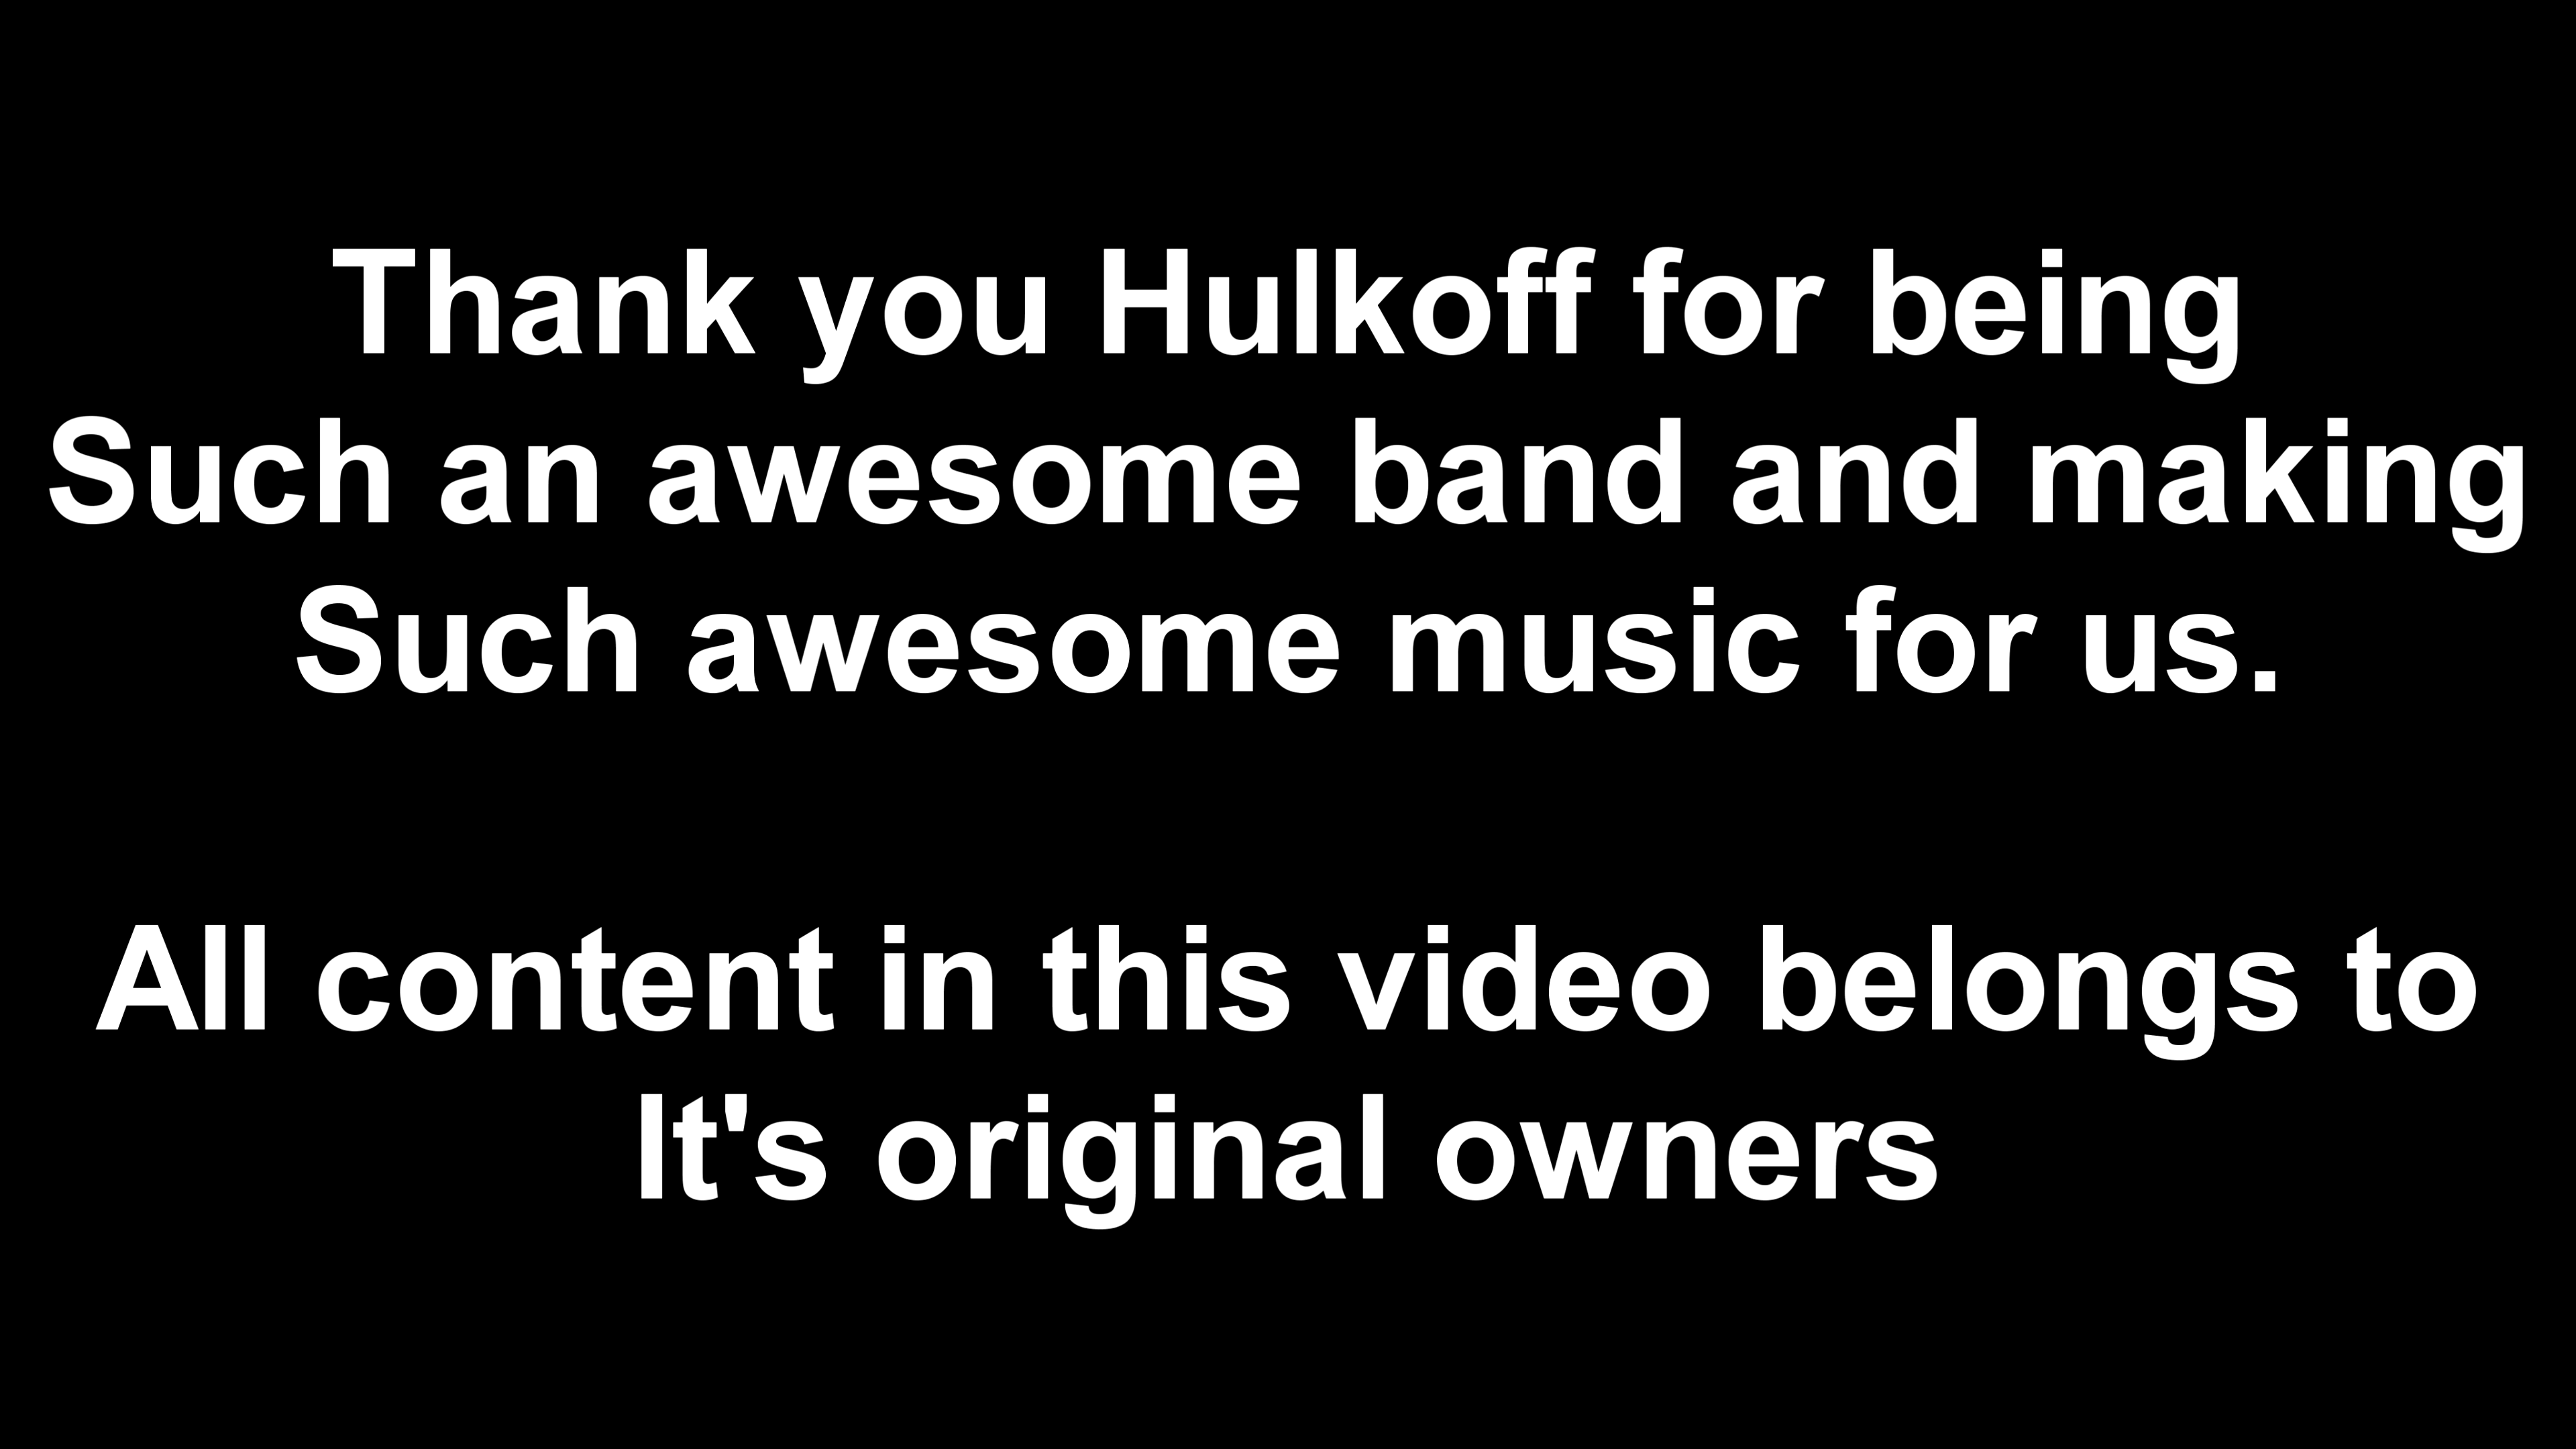 Thank you Hulkoff for being
Such an awesome band and making
Such awesome music for us.
All content in this video belongs to
It's original owners